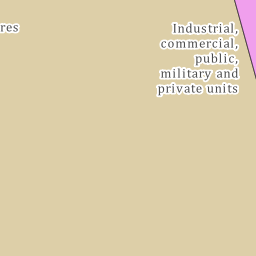 res
Industrial,
commercial,
public,
military and
private units